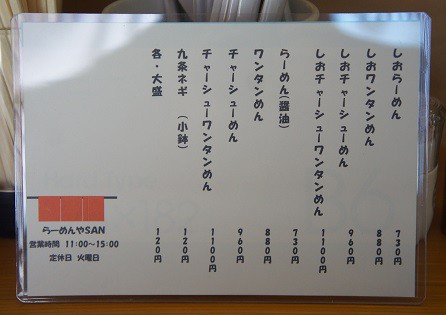 しおらーめん 730円
しおワンタンめん 880円
しおチャーシューめん 960円
しおチャーシューワンタンめん 1100円
らーめん(醤油) 730円
ワンタンめん 880円
チャーシューめん 960円
チャーシューワンタンめん 1100円
九条ネギ (小鉢) 120円
各・大盛 120円
らーめんやSAN
営業時間 11:00~15:00
定休日 火曜日